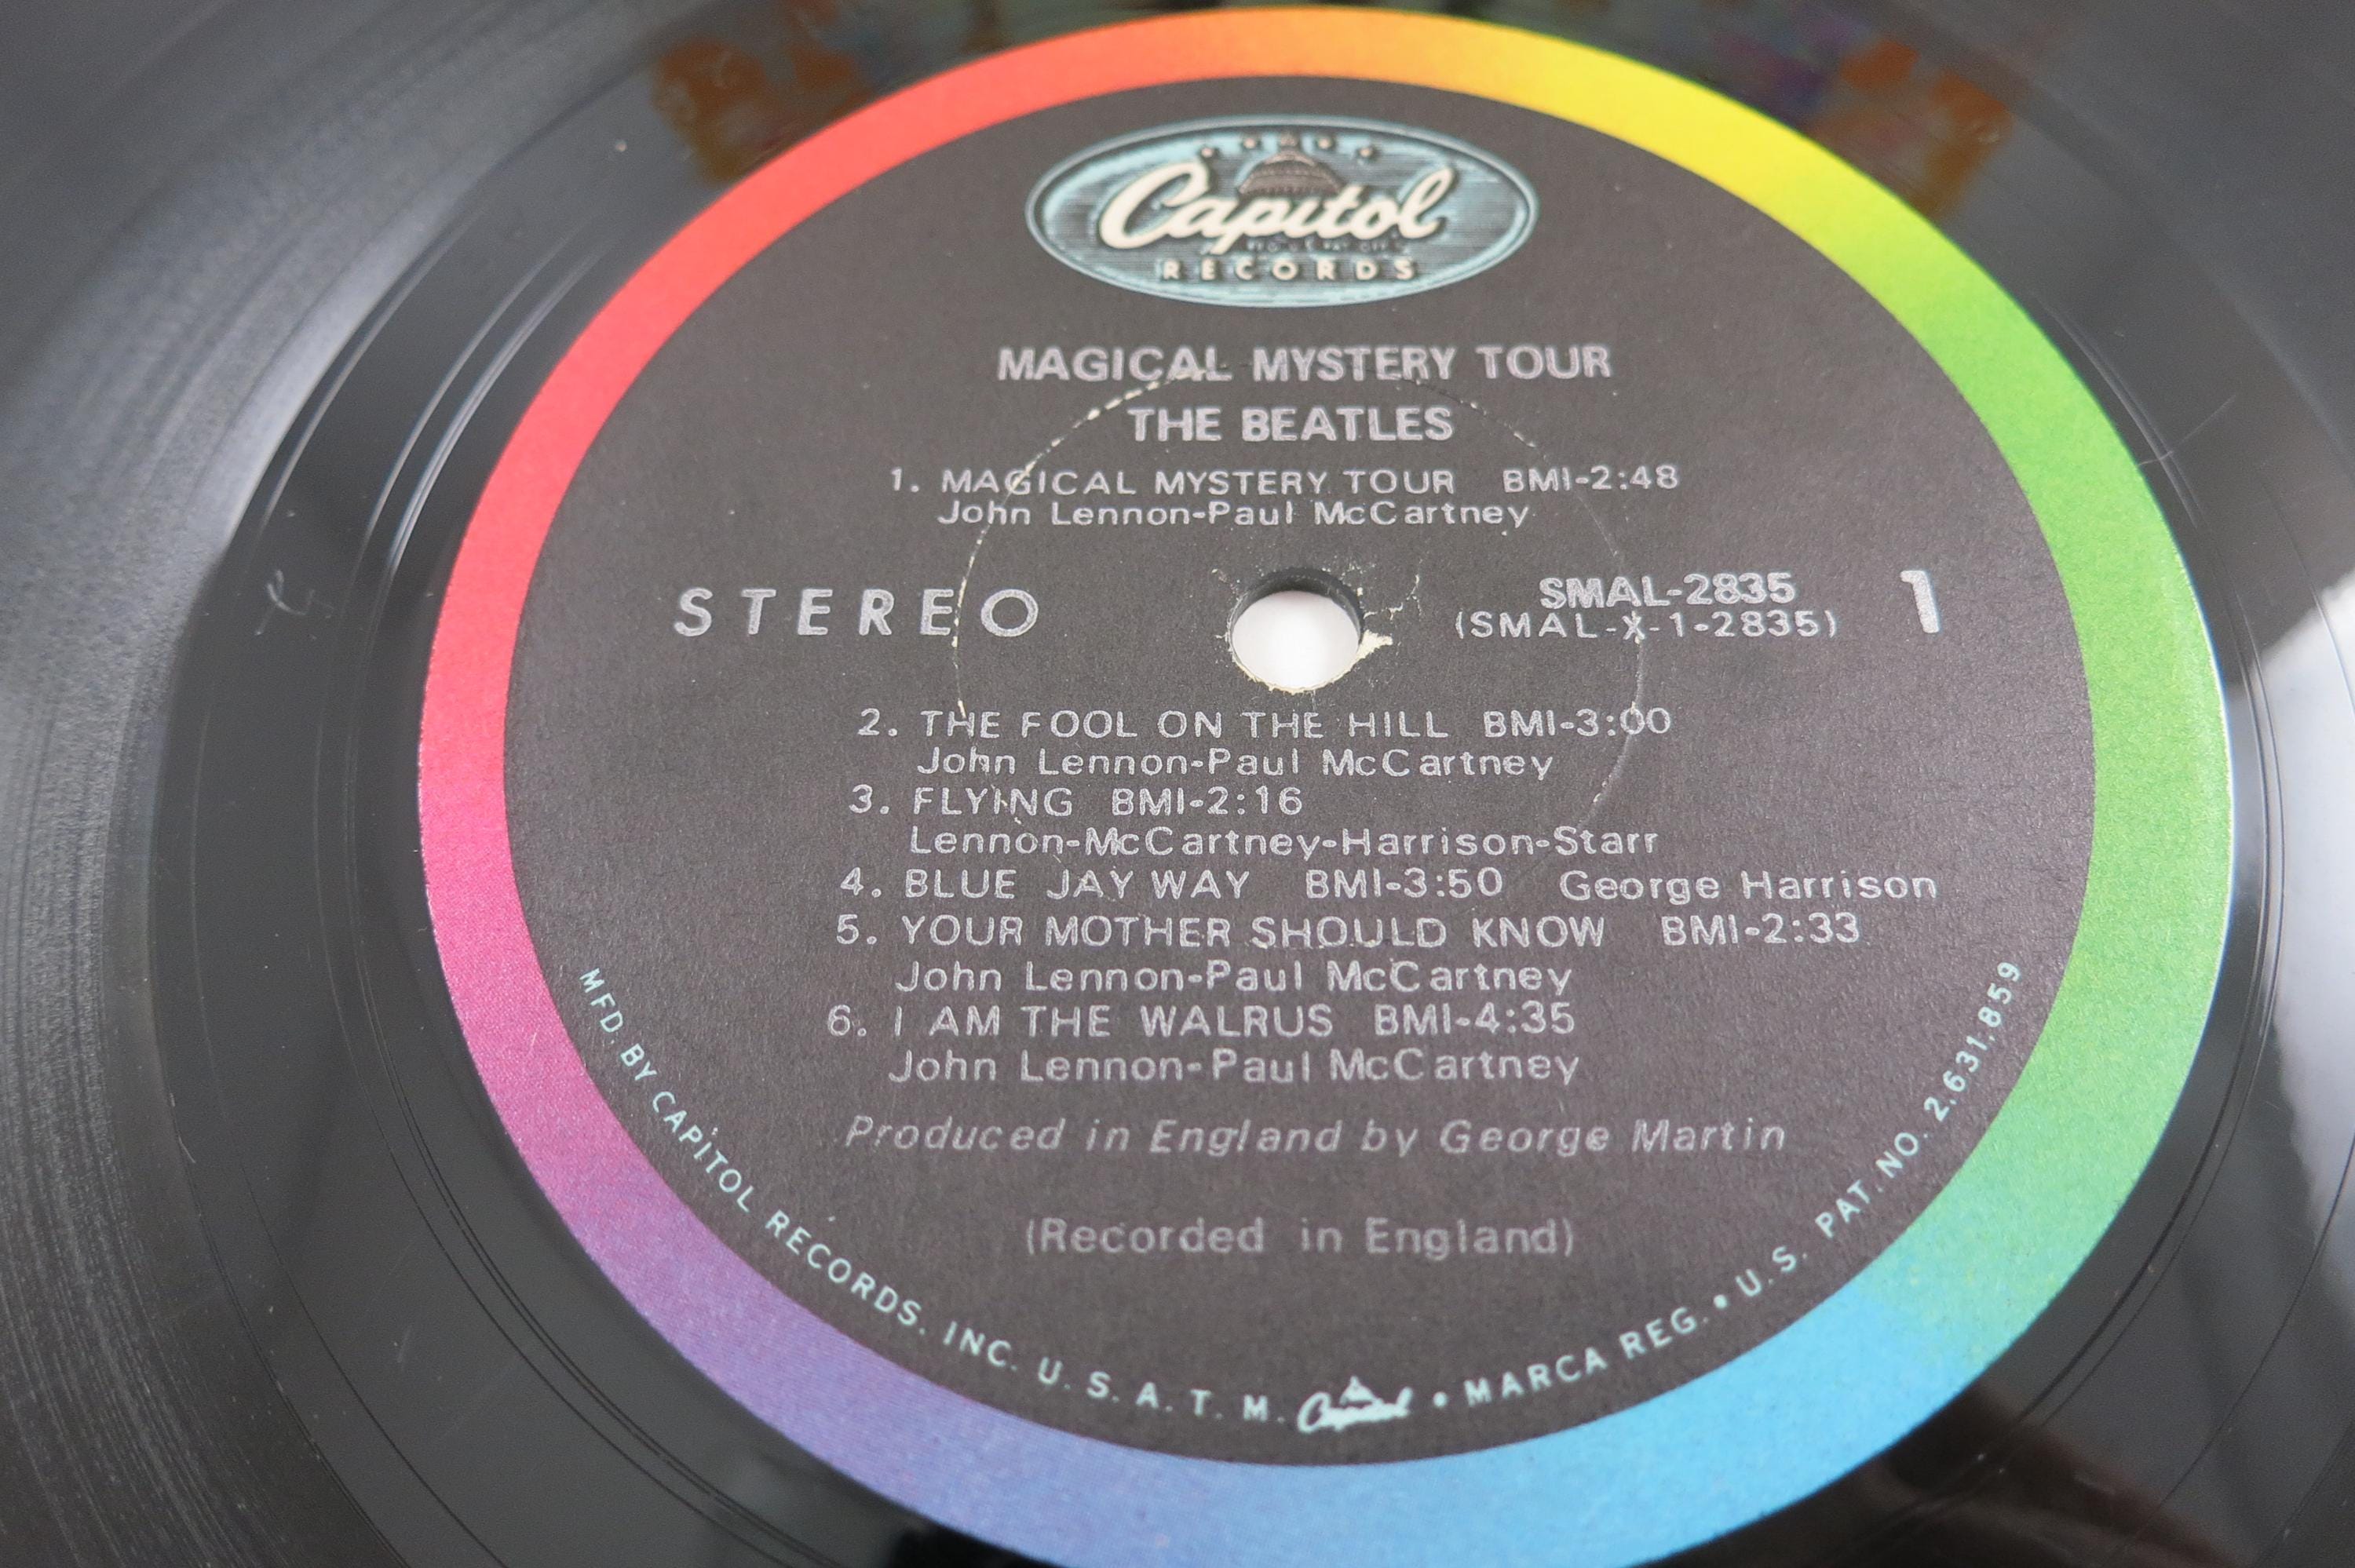 Capitol
RECORDS
MAGICAL MYSTERY TOUR
THE BEATLES
1. MAGICAL MYSTERY TOUR BMI-2:48
John Lennon-Paul McCartney
STEREO
SMAL-2835
(SMAL-X-1-2835)
1
2. THE FOOL ON THE HILL BMI-3:00
John Lennon-Paul McCartney
3. FLYING BMI-2:16
Lennon-McCartney-Harrison-Starr
4. BLUE JAY WAY BMI-3:50 George Harrison
5. YOUR MOTHER SHOULD KNOW BMI-2:33
John Lennon-Paul McCartney
6. I AM THE WALRUS BMI-4:35
John Lennon-Paul McCartney
Produced in England by George Martin
(Recorded in England)
MFD. BY CAPITOL RECORDS, INC. U.S.A. T.M. Capitol • MARCA REG. • U.S. PAT. NO. 2,631,859